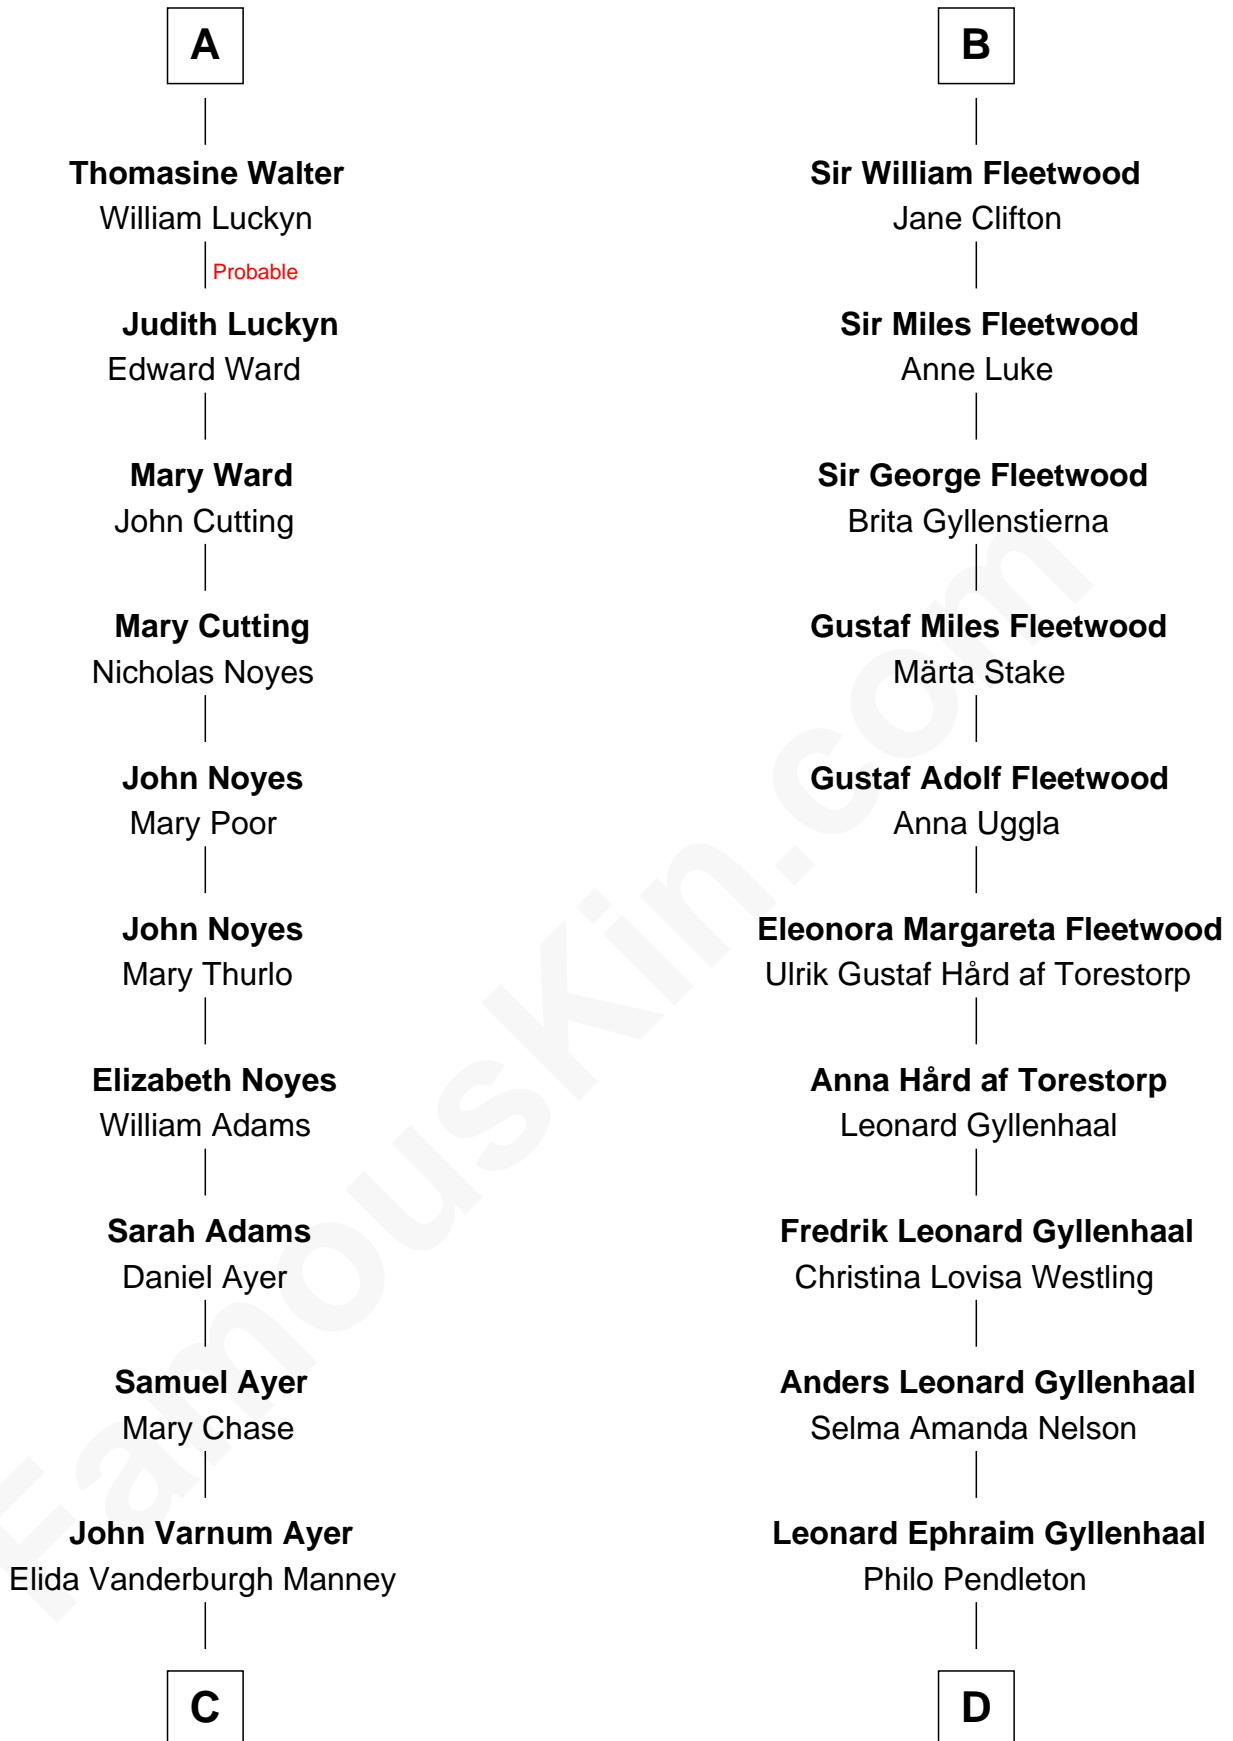 A
Thomasine Walter
William Luckyn
Probable
Judith Luckyn
Edward Ward
Mary Ward
John Cutting
Mary Cutting
Nicholas Noyes
John Noyes
Mary Poor
John Noyes
Mary Thurlo
Elizabeth Noyes
William Adams
Sarah Adams
Daniel Ayer
Samuel Ayer
Mary Chase
John Varnum Ayer
Elida Vanderburgh Manney
C
B
Sir William Fleetwood
Jane Clifton
Sir Miles Fleetwood
Anne Luke
Sir George Fleetwood
Brita Gyllenstierna
Gustaf Miles Fleetwood
Märta Stake
Gustaf Adolf Fleetwood
Anna Uggla
Eleonora Margareta Fleetwood
Ulrik Gustaf Hård af Torestorp
Anna Hård af Torestorp
Leonard Gyllenhaal
Fredrik Leonard Gyllenhaal
Christina Lovisa Westling
Anders Leonard Gyllenhaal
Selma Amanda Nelson
Leonard Ephraim Gyllenhaal
Philo Pendleton
D
FamousKin.com